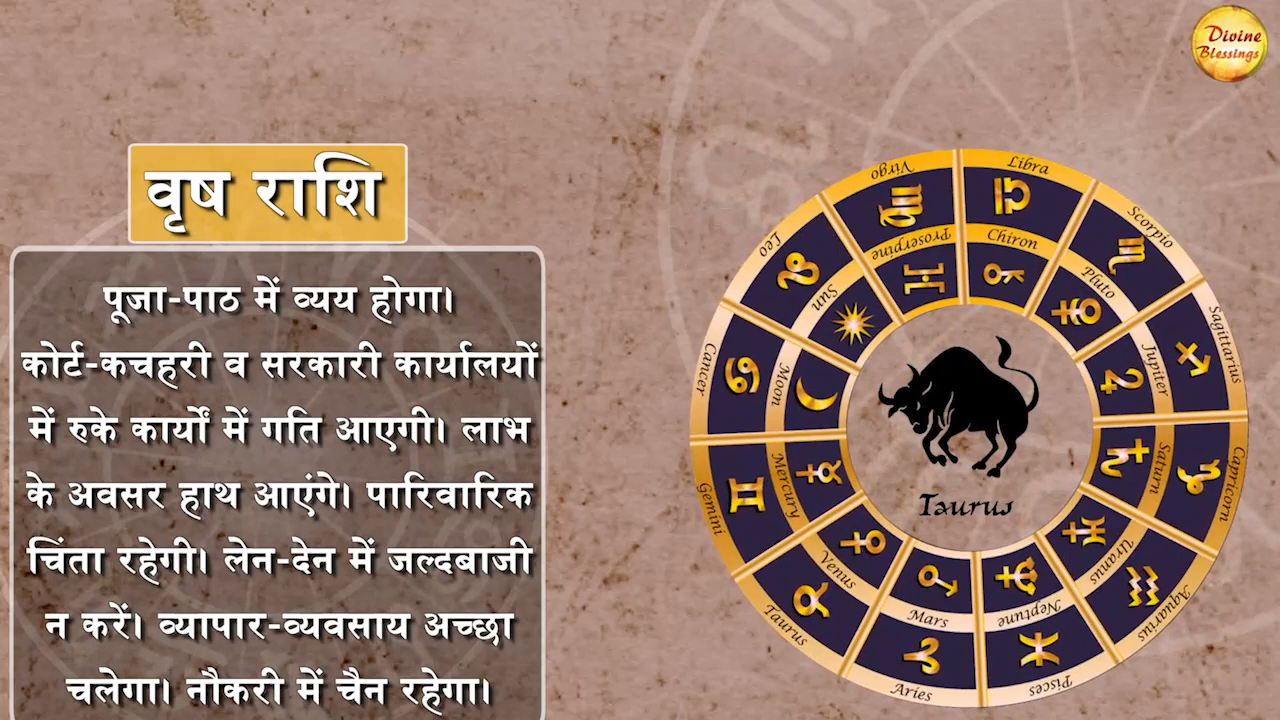 Divine
Blessings
वृष राशि
पूजा-पाठ में व्यय होगा।
कोर्ट-कचहरी व सरकारी कार्यालयों
में रुके कार्यों में गति आएगी। लाभ
के अवसर हाथ आएंगे। पारिवारिक
चिंता रहेगी। लेन-देन में जल्दबाजी
न करें। व्यापार-व्यवसाय अच्छा
चलेगा। नौकरी में चैन रहेगा।
Libra
Scorpio
Sagittarius
Capricorn
Aquarius
Pisces
Aries
Taurus
Gemini
Cancer
Leo
Virgo
Chiron
Pluto
Jupiter
Saturn
Uranus
Neptune
Mars
Venus
Mercury
Moon
Sun
Proserpine
Taurus